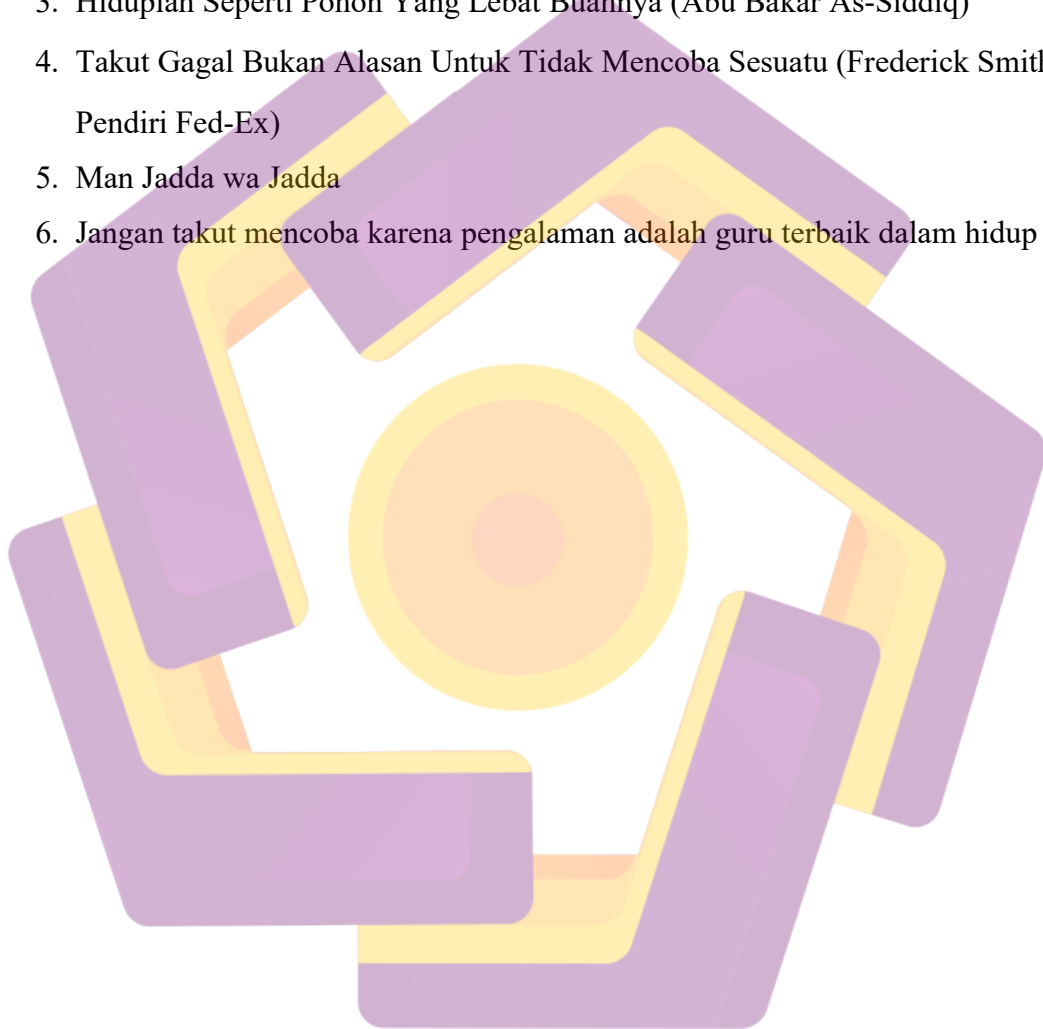 3. Hiduplah Seperti Pohon Yang Lebat Buahnya (Abu Bakar As-Siddiq)
4. Takut Gagal Bukan Alasan Untuk Tidak Mencoba Sesuatu (Frederick Smith
Pendiri Fed-Ex)
5. Man Jadda wa Jadda
6. Jangan takut mencoba karena pengalaman adalah guru terbaik dalam hidup